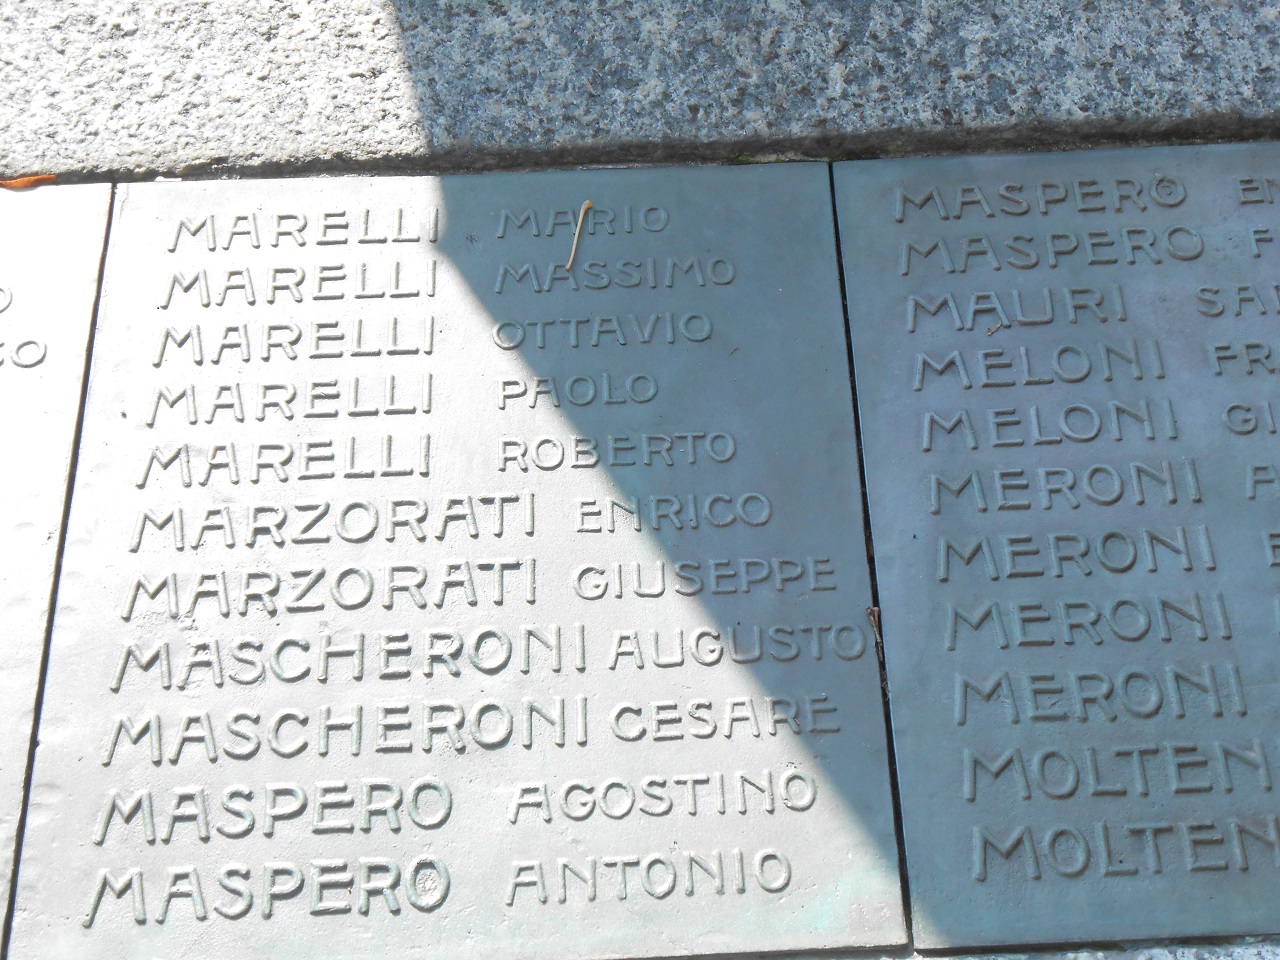 MARELLI MARIO
MARELLI MASSIMO
MARELLI OTTAVIO
MARELLI PAOLO
MARELLI ROBERTO
MARZORATI ENRICO
MARZORATI GIUSEPPE
MASCHERONI AUGUSTO
MASCHERONI CESARE
MASPERO AGOSTINO
MASPERO ANTONIO
MASPERO
MASPERO
MAURI
MELONI
MELONI
MERONI
MERONI
MERONI
MERONI